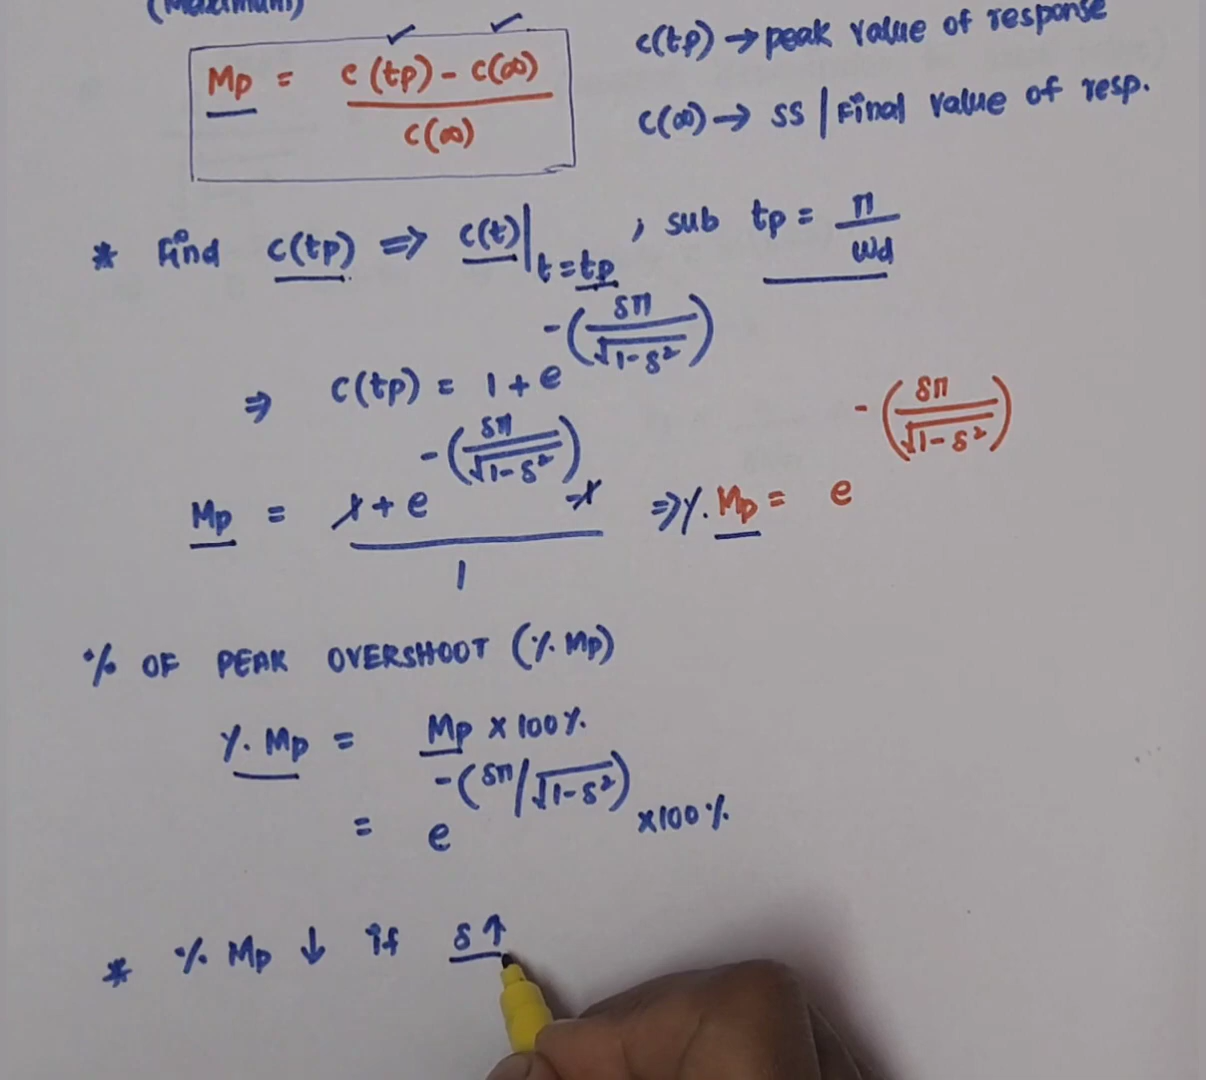 (Maximum)
Mp = c(tp) - c(∞) / c(∞)
c(tp) → peak value of response
c(∞) → ss | Final value of resp.
* Find c(tp) ⇒ c(t)|t=tp , sub tp = π/ωd
⇒ c(tp) = 1 + e^-(δπ/√1-δ²)
Mp = 1 + e^-(δπ/√1-δ²) - 1 / 1 ⇒ %. Mp = e^-(δπ/√1-δ²)
% OF PEAK OVERSHOOT (%. Mp)
%. Mp = Mp x 100%.
= e^-(δπ/√1-δ²) x100%
* % Mp ↓ if δ↑